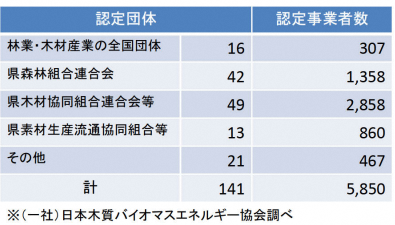 認定団体 認定事業者数
林業・木材産業の全国団体 16 307
県森林組合連合会 42 1,358
県木材協同組合連合会等 49 2,858
県素材生産流通協同組合等 13 860
その他 21 467
計 141 5,850
※（一社）日本木質バイオマスエネルギー協会調べ